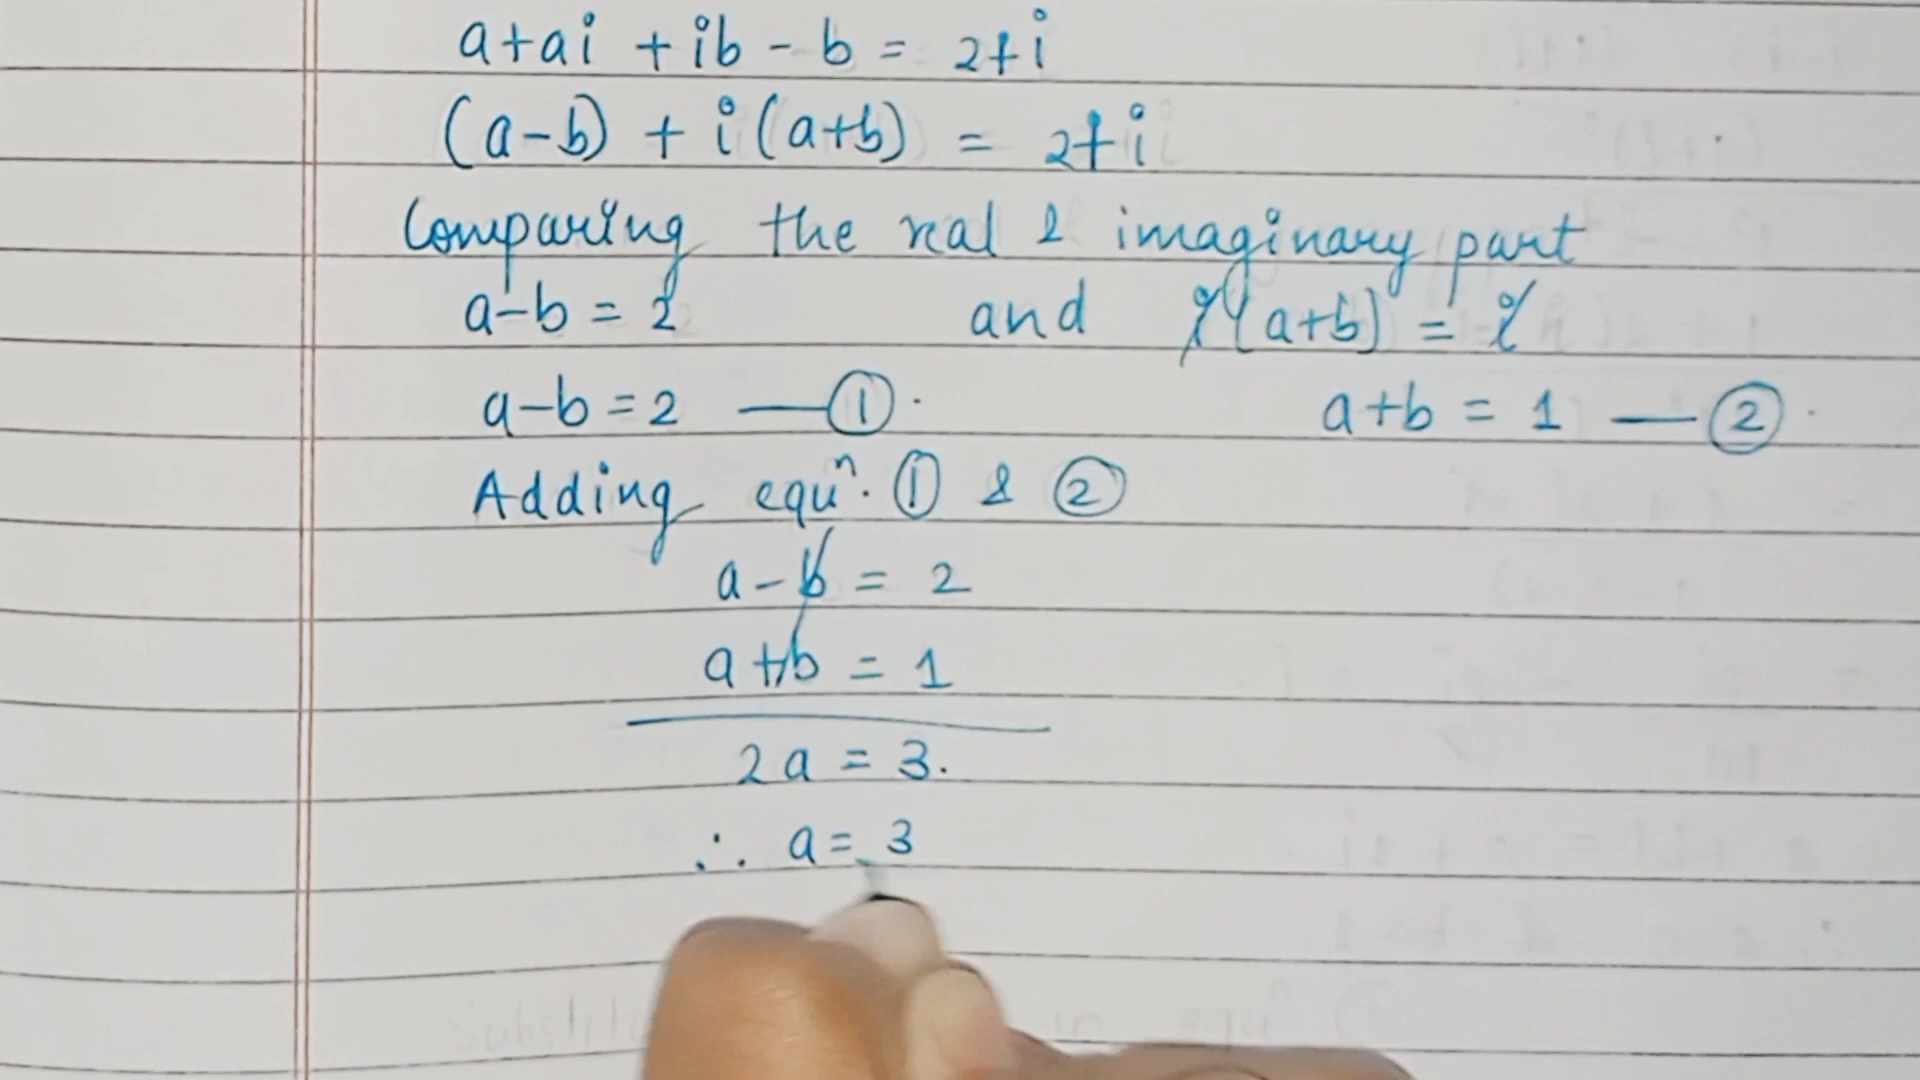 a+ai +ib - b = 2+i
(a-b) + i(a+b) = 2+i
Comparing the real & imaginary part
a-b = 2 and i(a+b) = i
a-b = 2 —① . a+b = 1 —② .
Adding equⁿ. ① & ②
a - b = 2
a + b = 1
2a = 3.
∴ a = 3